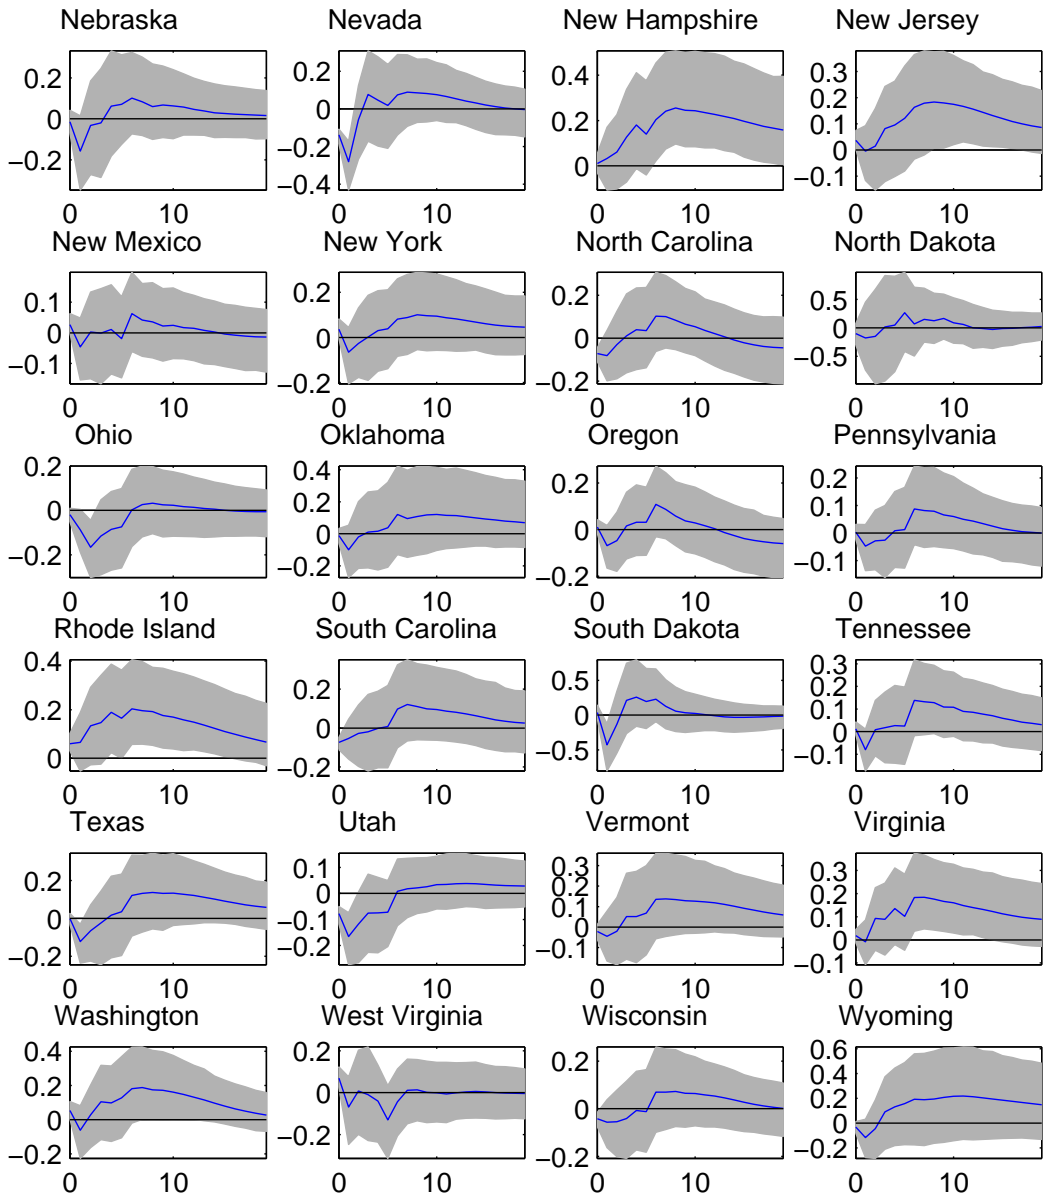 Nebraska Nevada New Hampshire New Jersey
0.2 0 −0.2 0 10
0.2 0 −0.2 −0.4 0 10
0.4 0.2 0 0 10
0.3 0.2 0.1 0 −0.1 0 10
New Mexico New York North Carolina North Dakota
0.1 0 −0.1 0 10
0.2 0 −0.2 0 10
0.2 0 −0.2 0 10
0.5 0 −0.5 0 10
Ohio Oklahoma Oregon Pennsylvania
0.2 0 −0.2 0 10
0.4 0.2 0 −0.2 0 10
0.2 0 −0.2 0 10
0.2 0.1 0 −0.1 0 10
Rhode Island South Carolina South Dakota Tennessee
0.4 0.2 0 0 10
0.2 0 −0.2 0 10
0.5 0 −0.5 0 10
0.3 0.2 0.1 0 −0.1 0 10
Texas Utah Vermont Virginia
0.2 0 −0.2 0 10
0.1 0 −0.1 −0.2 0 10
0.3 0.2 0.1 0 −0.1 0 10
0.3 0.2 0.1 0 −0.1 0 10
Washington West Virginia Wisconsin Wyoming
0.4 0.2 0 −0.2 0 10
0.2 0.1 0 −0.1 0 10
0.2 0 −0.2 0 10
0.6 0.4 0.2 0 −0.2 0 10